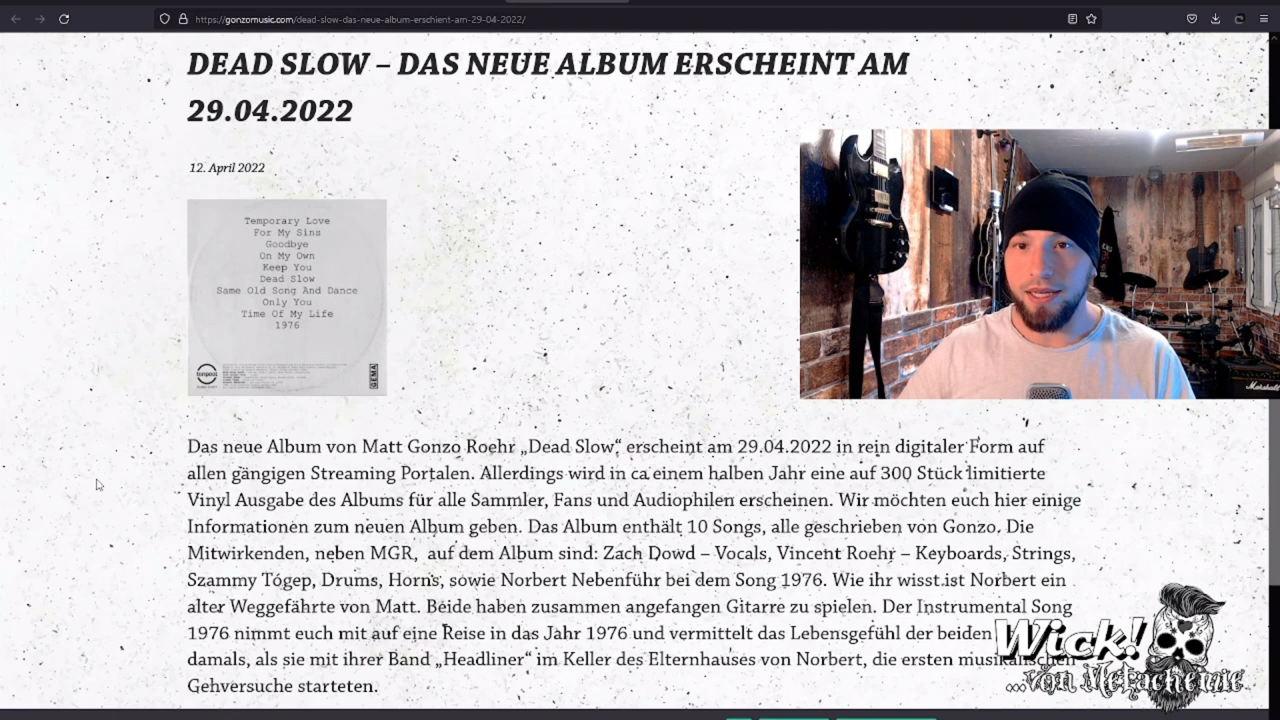 https://gonzomusic.com/dead-slow-das-neue-album-erschient-am-29-04-2022/
DEAD SLOW – DAS NEUE ALBUM ERSCHEINT AM
29.04.2022
12. April 2022
Temporary Love
For My Sins
Goodbye
On My Own
Keep You
Dead Slow
Same Old Song And Dance
Only You
Time Of My Life
1976
tonpool
GEMA
Marshall
Das neue Album von Matt Gonzo Roehr „Dead Slow“ erscheint am 29.04.2022 in rein digitaler Form auf
allen gängigen Streaming Portalen. Allerdings wird in ca einem halben Jahr eine auf 300 Stück limitierte
Vinyl Ausgabe des Albums für alle Sammler, Fans und Audiophilen erscheinen. Wir möchten euch hier einige
Informationen zum neuen Album geben. Das Album enthält 10 Songs, alle geschrieben von Gonzo. Die
Mitwirkenden, neben MGR, auf dem Album sind: Zach Dowd – Vocals, Vincent Roehr – Keyboards, Strings,
Szammy Tógep, Drums, Horns, sowie Norbert Nebenführ bei dem Song 1976. Wie ihr wisst ist Norbert ein
alter Weggefährte von Matt. Beide haben zusammen angefangen Gitarre zu spielen. Der Instrumental Song
1976 nimmt euch mit auf eine Reise in das Jahr 1976 und vermittelt das Lebensgefühl der beiden
damals, als sie mit ihrer Band „Headliner“ im Keller des Elternhauses von Norbert, die ersten musikalischen
Gehversuche starteten.
Wick!
...von Metachemie